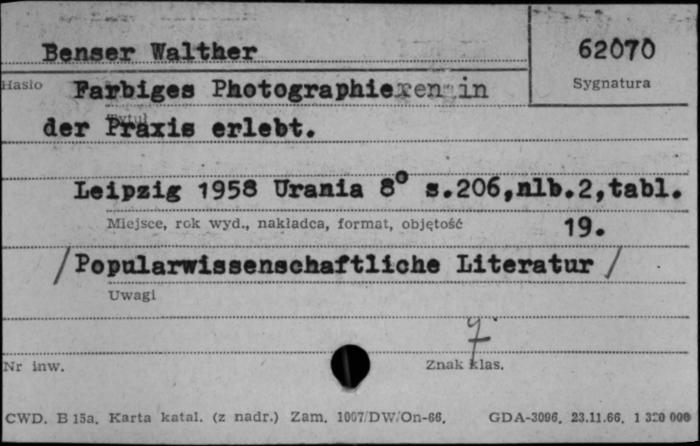 Benser Walther
62070
Hasło
Sygnatura
Farbiges Photographieren in
Tytuł
der Praxis erlebt.
Leipzig 1958 Urania 8° s.206,nlb.2,tabl.
Miejsce, rok wyd., nakładca, format, objętość
19.
/Popularwissenschaftliche Literatur/
Uwagi
Nr inw.
Znak klas.
CWD. B 15a. Karta katal. (z nadr.) Zam. 1007/DW/On-66. GDA-3096. 23.11.66. 1 320 000